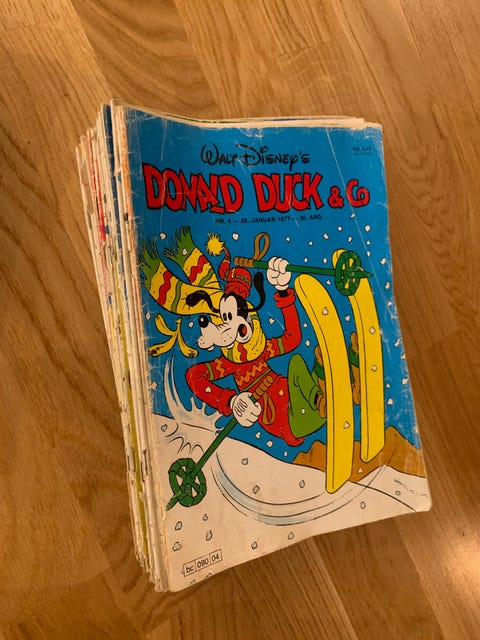 WALT DISNEY'S
DONALD DUCK & Co
NR. 4 — 25. JANUAR 1977 — 30. ÅRG.
bc 090 04